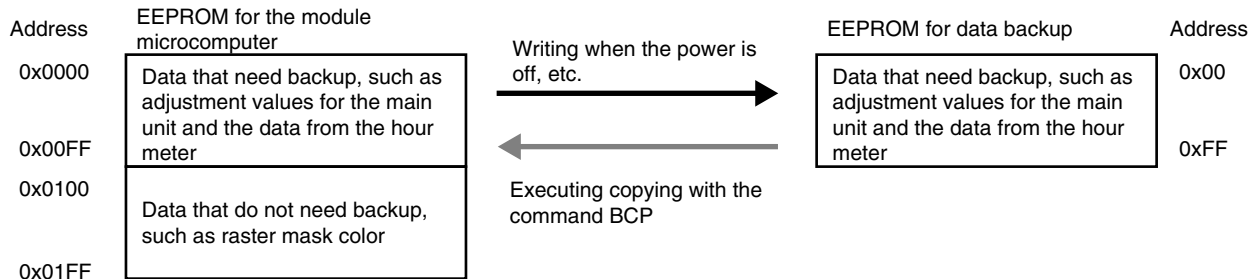 Address
EEPROM for the module
microcomputer
0x0000
0x00FF
0x0100
0x01FF
Data that need backup, such as
adjustment values for the main
unit and the data from the hour
meter
Data that do not need backup,
such as raster mask color
Writing when the power is
off, etc.
Executing copying with the
command BCP
EEPROM for data backup
Data that need backup, such as
adjustment values for the main
unit and the data from the hour
meter
Address
0x00
0xFF